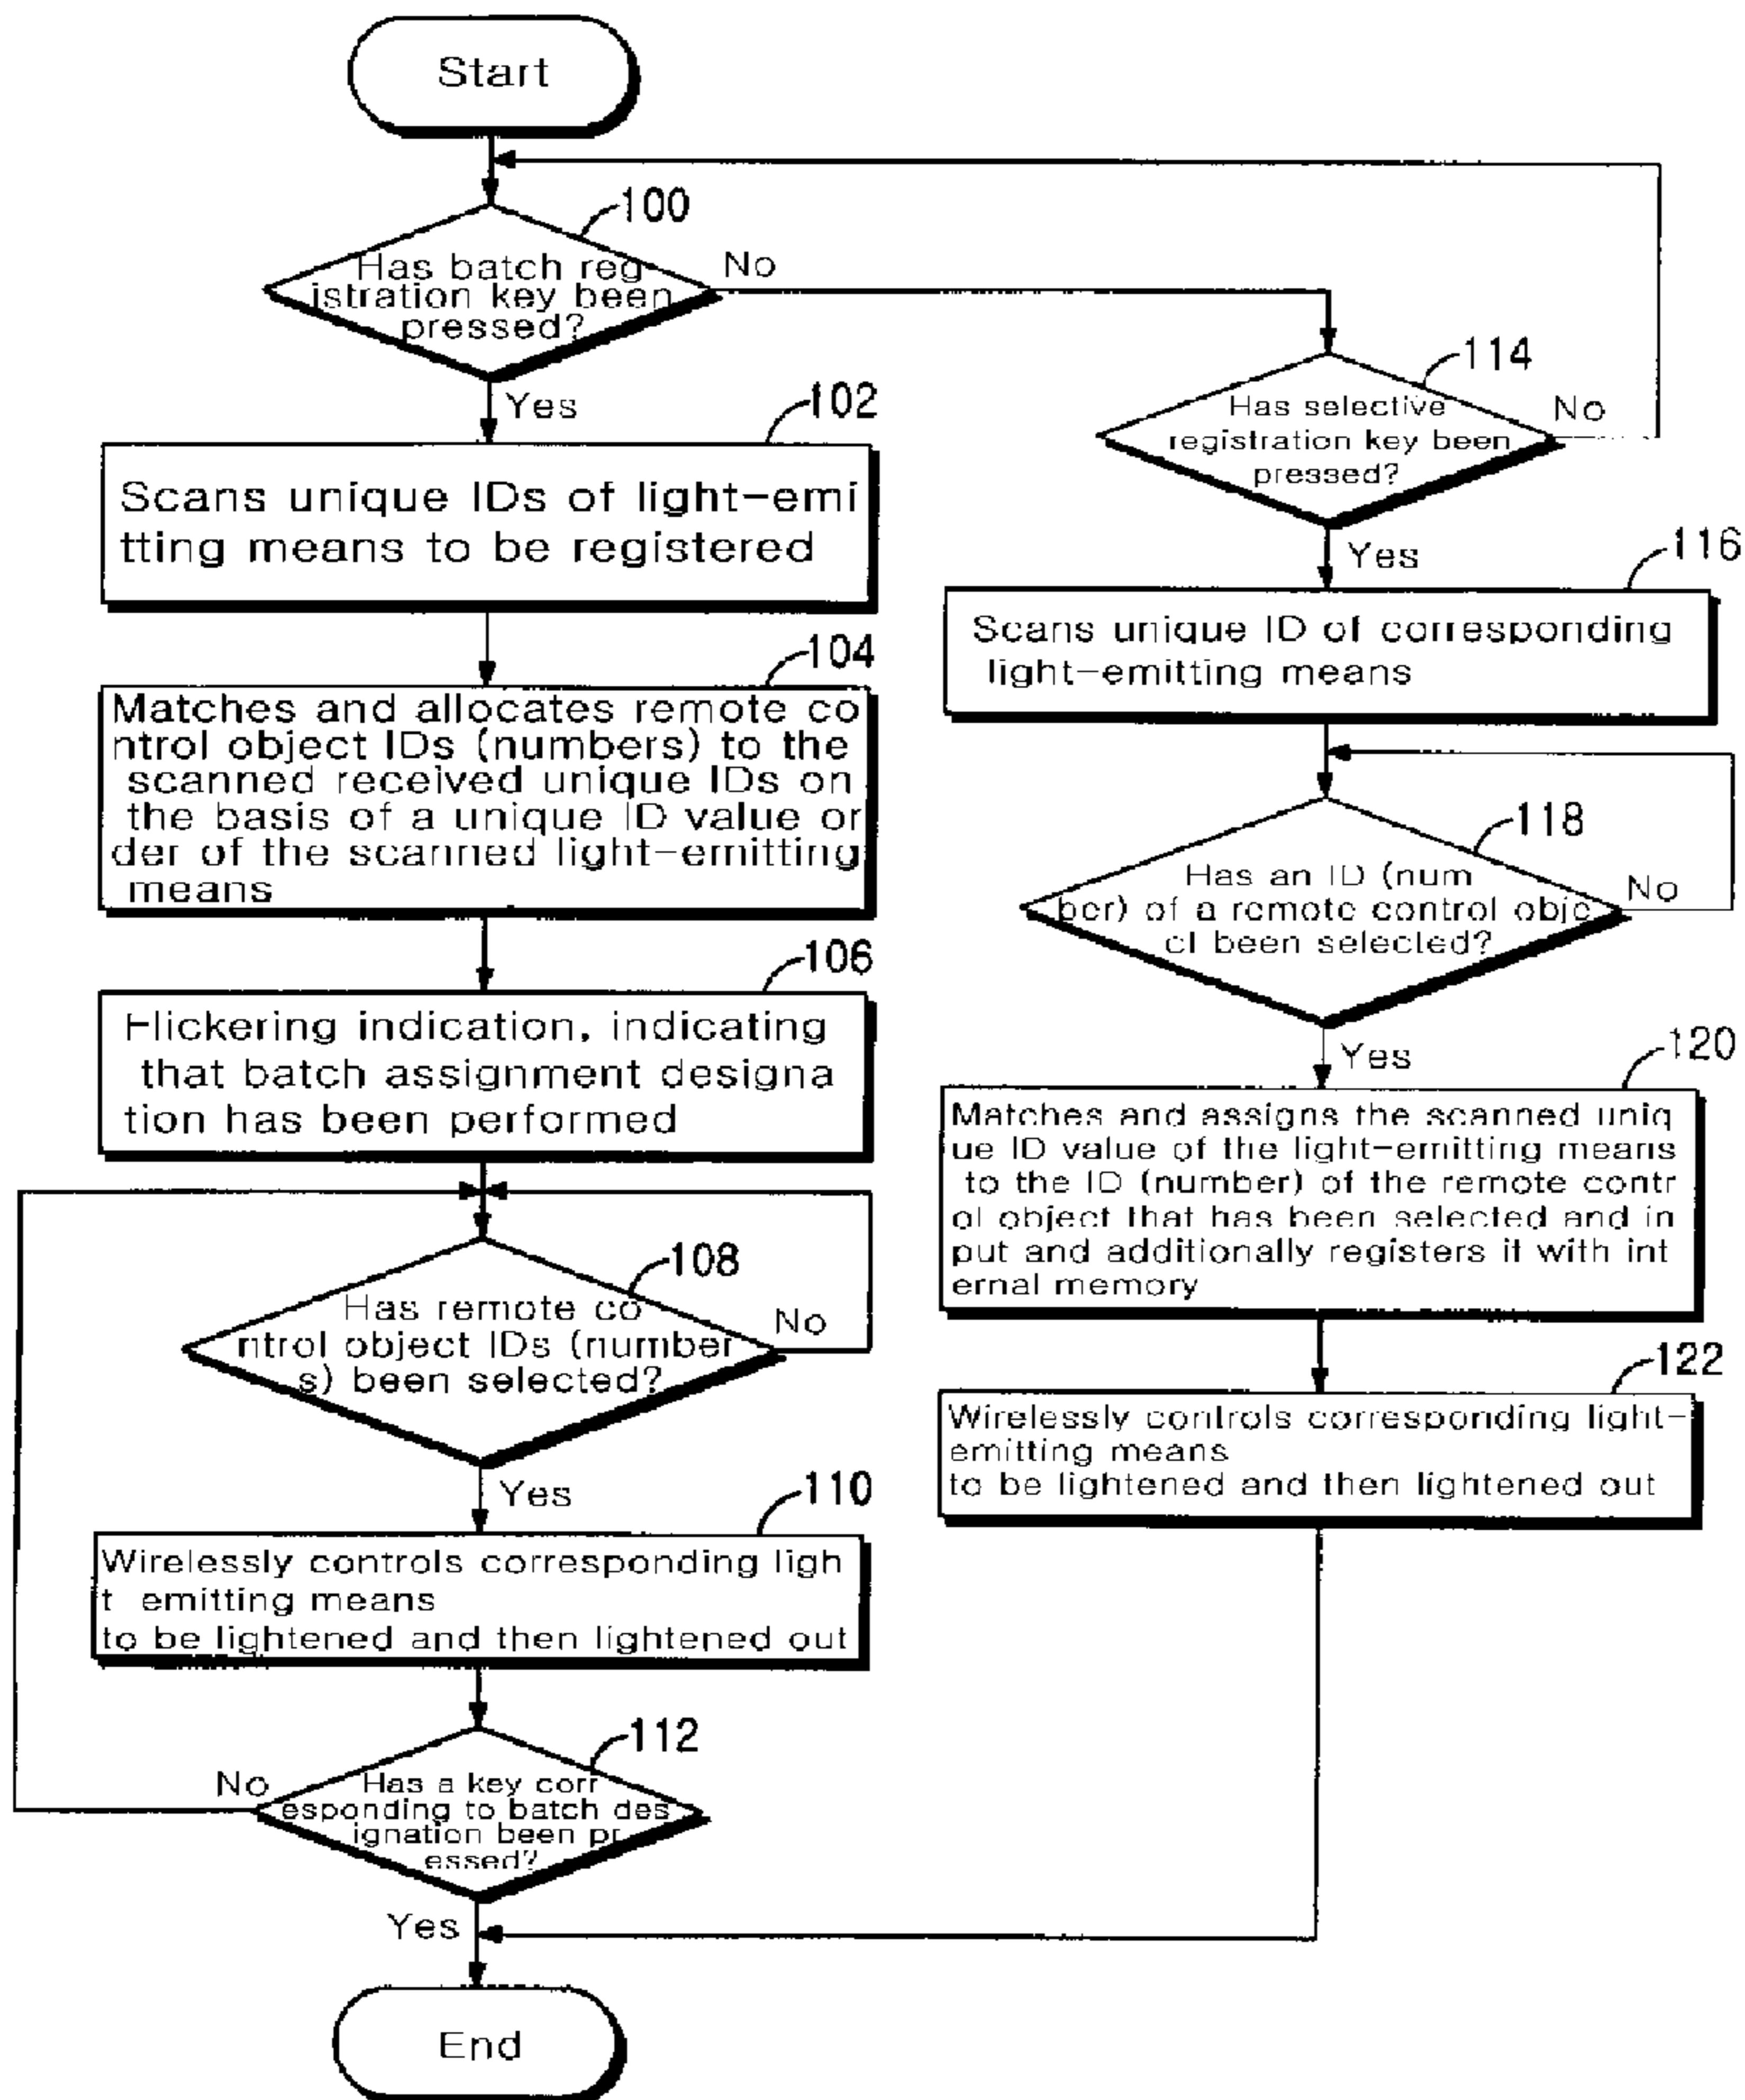 Start
100
Has batch reg
istration key been
pressed?
No
Yes
102
Scans unique IDs of light-emi
tting means to be registered
104
Matches and allocates remote co
ntrol object IDs (numbers) to the
scanned received unique IDs on
the basis of a unique ID value or
der of the scanned light-emitting
means
106
Flickering indication, indicating
that batch assignment designa
tion has been performed
108
Has remote co
ntrol object IDs (number
s) been selected?
No
Yes
110
Wirelessly controls corresponding ligh
t emitting means
to be lightened and then lightened out
112
Has a key corr
esponding to batch des
ignation been pr
essed?
No
Yes
End
114
Has selective
registration key been
pressed?
No
Yes
116
Scans unique ID of corresponding
light-emitting means
118
Has an ID (num
ber) of a remote control obje
ct been selected?
No
Yes
120
Matches and assigns the scanned uniq
ue ID value of the light-emitting means
to the ID (number) of the remote contr
ol object that has been selected and in
put and additionally registers it with int
ernal memory
122
Wirelessly controls corresponding light-
emitting means
to be lightened and then lightened out